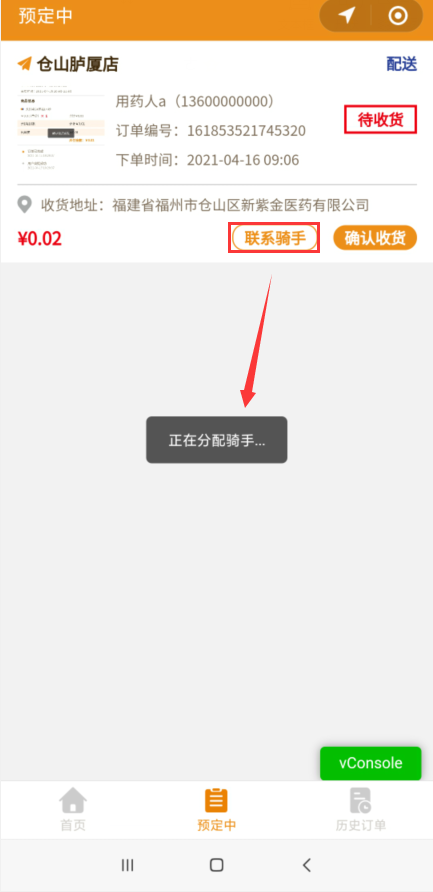 预定中
仓山胪厦店
配送
用药人a（13600000000）
待收货
订单编号：161853521745320
下单时间：2021-04-16 09:06
收货地址：福建省福州市仓山区新紫金医药有限公司
¥0.02
联系骑手
确认收货
正在分配骑手...
vConsole
首页
预定中
历史订单